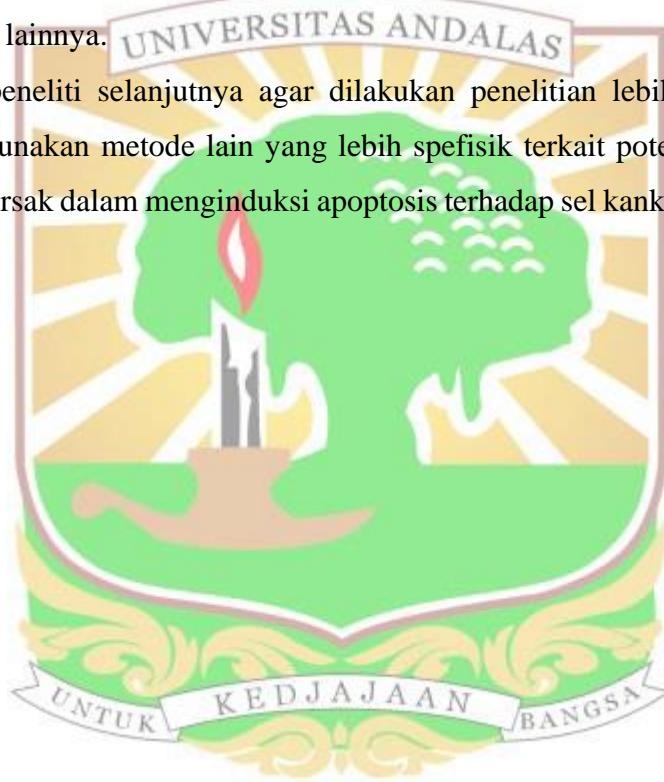 lainnya.
UNIVERSITAS ANDALAS
peneliti selanjutnya agar dilakukan penelitian lebih
unakan metode lain yang lebih spefisik terkait pote
rsak dalam menginduksi apoptosis terhadap sel kank
UNTUK KEDJAJAAN BANGSA